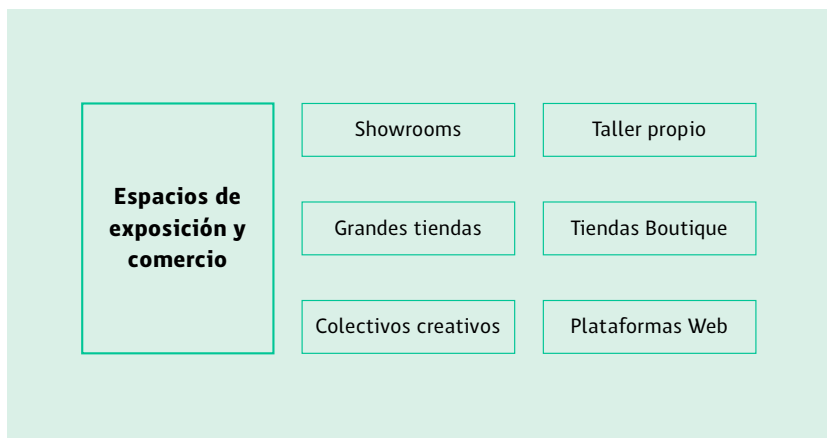 Espacios de
exposición y
comercio
Showrooms
Taller propio
Grandes tiendas
Tiendas Boutique
Colectivos creativos
Plataformas Web